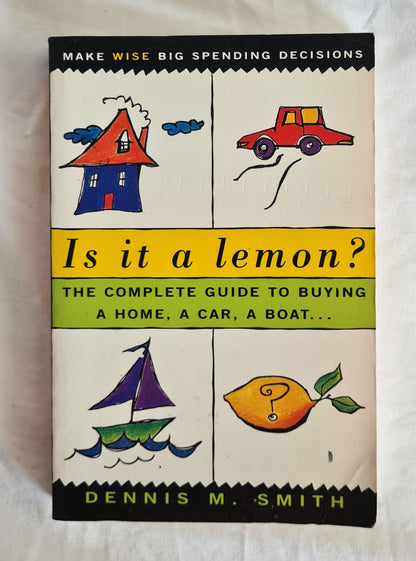 MAKE WISE BIG SPENDING DECISIONS
Is it a lemon?
THE COMPLETE GUIDE TO BUYING
A HOME, A CAR, A BOAT...
?
DENNIS M. SMITH